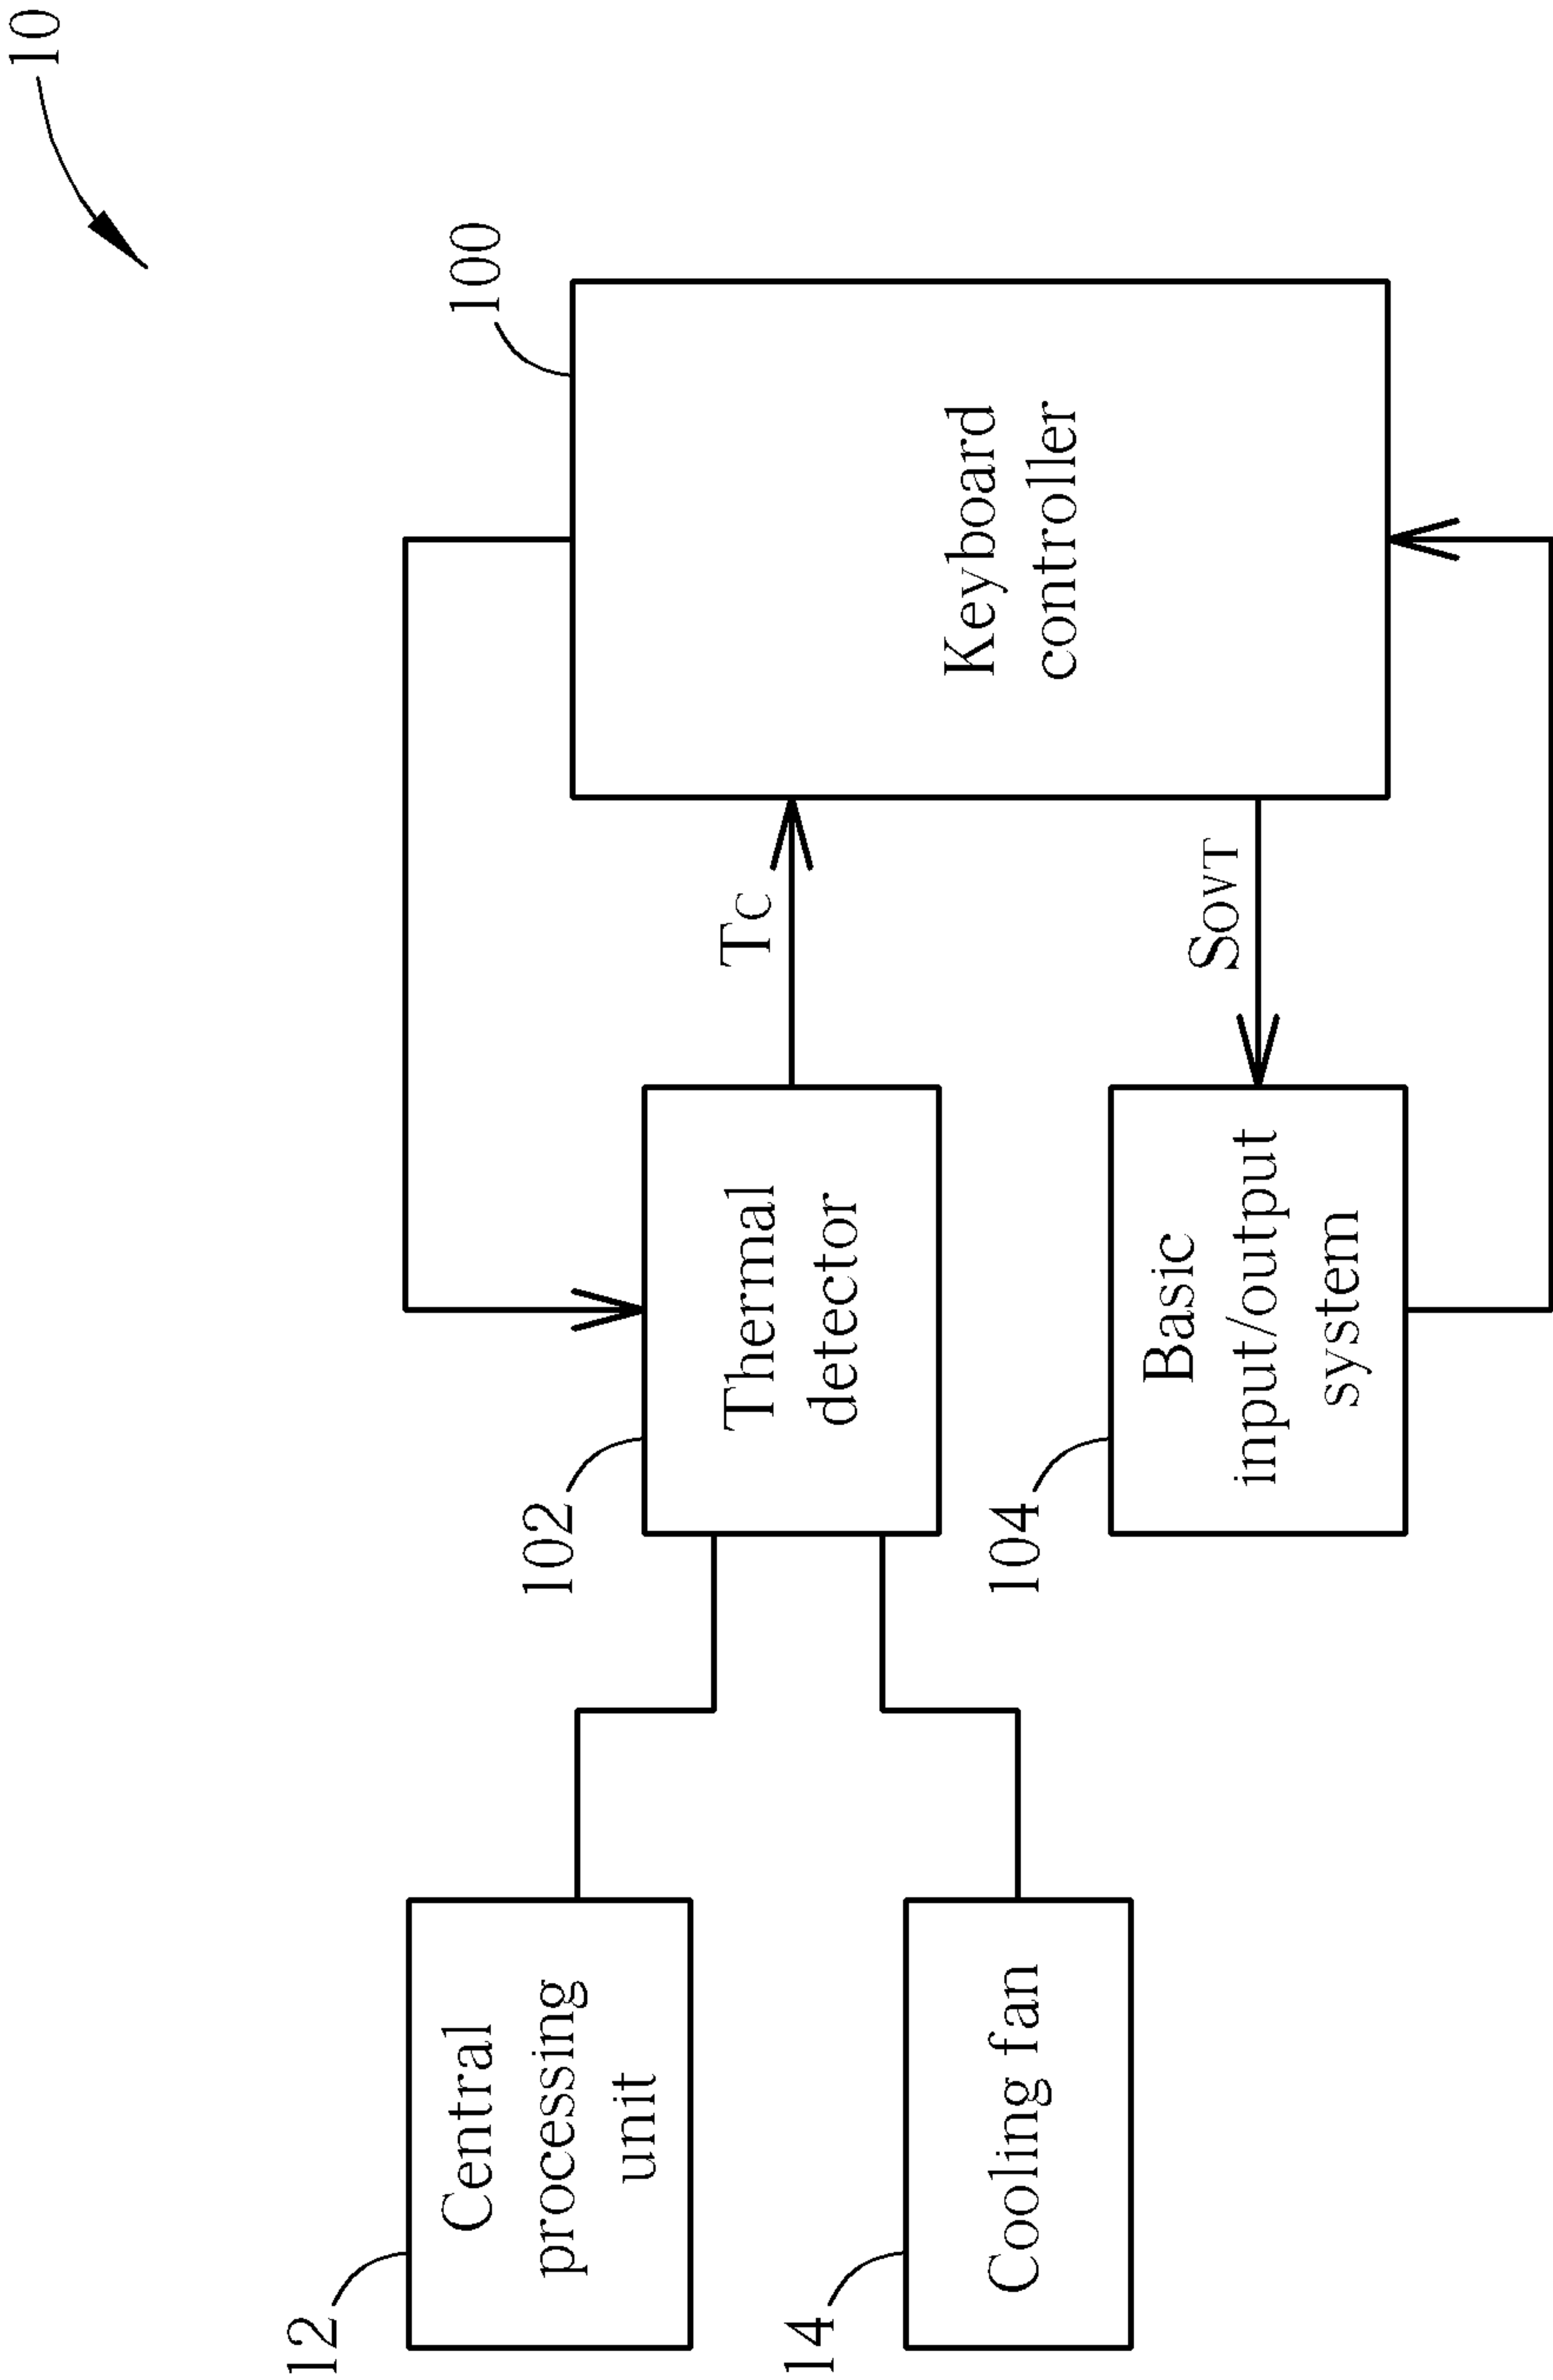 10
12
Central
processing
unit
102
Thermal
detector
TC
100
Keyboard
controller
14
Cooling fan
104
Basic
input/output
system
SOVT